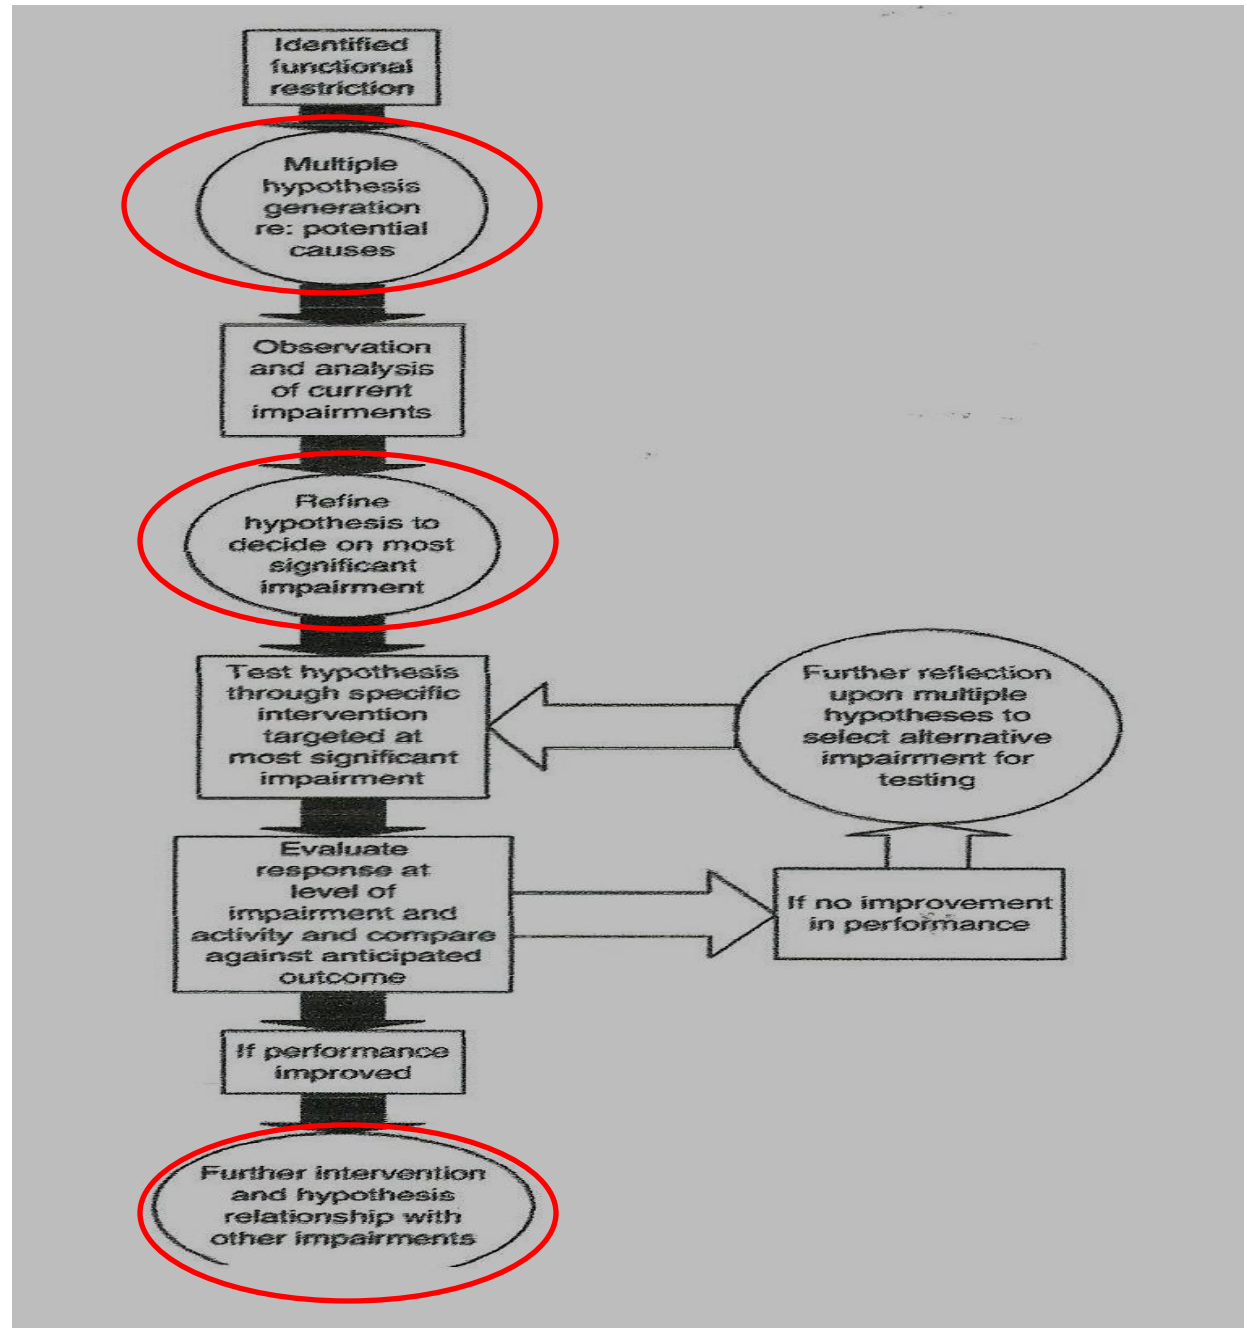 Identified
functional
restriction
Multiple
hypothesis
generation
re: potential
causes
Observation
and analysis
of current
impairments
Refine
hypothesis to
decide on most
significant
impairment
Test hypothesis
through specific
intervention
targeted at
most significant
impairment
Further reflection
upon multiple
hypotheses to
select alternative
impairment for
testing
Evaluate
response at
level of
impairment and
activity and compare
against anticipated
outcome
If no improvement
in performance
If performance
improved
Further intervention
and hypothesis
relationship with
other impairments